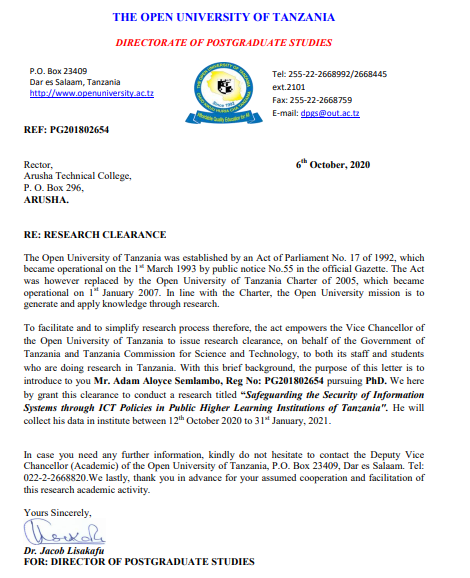 THE OPEN UNIVERSITY OF TANZANIA
DIRECTORATE OF POSTGRADUATE STUDIES
P.O. Box 23409
Dar es Salaam, Tanzania
http://www.openuniversity.ac.tz
Tel: 255-22-2668992/2668445
ext.2101
Fax: 255-22-2668759
E-mail: dpgs@out.ac.tz
REF: PG201802654
Rector,
6th October, 2020
Arusha Technical College,
P. O. Box 296,
ARUSHA.
RE: RESEARCH CLEARANCE
The Open University of Tanzania was established by an Act of Parliament No. 17 of 1992, which
became operational on the 1st March 1993 by public notice No.55 in the official Gazette. The Act
was however replaced by the Open University of Tanzania Charter of 2005, which became
operational on 1st January 2007. In line with the Charter, the Open University mission is to
generate and apply knowledge through research.
To facilitate and to simplify research process therefore, the act empowers the Vice Chancellor of
the Open University of Tanzania to issue research clearance, on behalf of the Government of
Tanzania and Tanzania Commission for Science and Technology, to both its staff and students
who are doing research in Tanzania. With this brief background, the purpose of this letter is to
introduce to you Mr. Adam Aloyce Semlambo, Reg No: PG201802654 pursuing PhD. We here
by grant this clearance to conduct a research titled “Safeguarding the Security of Information
Systems through ICT Policies in Public Higher Learning Institutions of Tanzania". He will
collect his data in institute between 12th October 2020 to 31st January, 2021.
In case you need any further information, kindly do not hesitate to contact the Deputy Vice
Chancellor (Academic) of the Open University of Tanzania, P.O. Box 23409, Dar es Salaam. Tel:
022-2-2668820.We lastly, thank you in advance for your assumed cooperation and facilitation of
this research academic activity.
Yours Sincerely,
Dr. Jacob Lisakafu
FOR: DIRECTOR OF POSTGRADUATE STUDIES